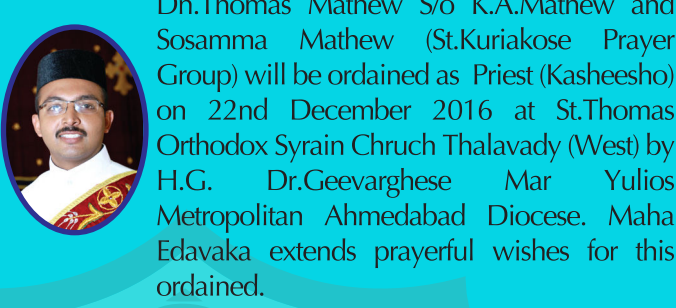 Dn.Thomas Mathew S/o K.A.Mathew and
Sosamma Mathew (St.Kuriakose Prayer
Group) will be ordained as Priest (Kasheesho)
on 22nd December 2016 at St.Thomas
Orthodox Syrain Chruch Thalavady (West) by
H.G. Dr.Geevarghese Mar Yulios
Metropolitan Ahmedabad Diocese. Maha
Edavaka extends prayerful wishes for this
ordained.